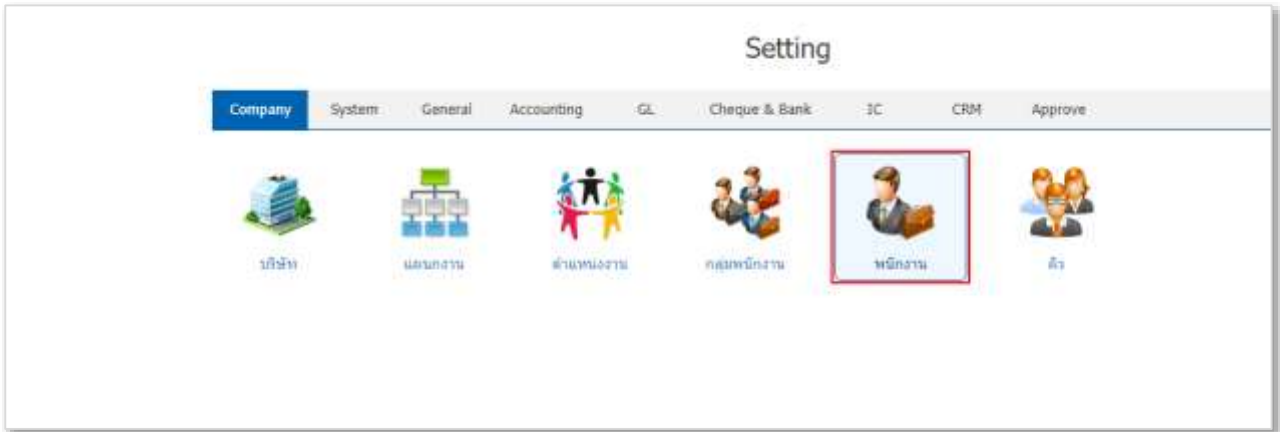 Setting
Company System General Accounting GL Cheque & Bank IC CRM Approve
บริษัท แผนกงาน ตำแหน่งงาน กลุ่มพนักงาน พนักงาน คิว